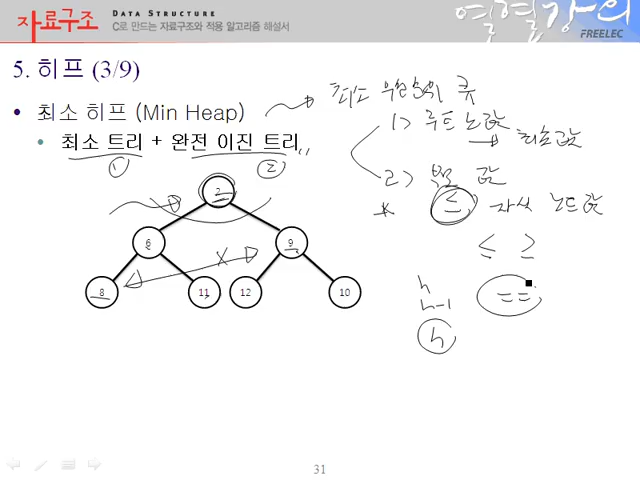 자료구조 DATA STRUCTURE
C로 만드는 자료구조와 적용 알고리즘 해설서
열혈강의
FREELEC
5. 히프 (3/9)
• 최소 히프 (Min Heap)
• 최소 트리 + 완전 이진 트리
① ②
최소 우선순위 큐
1) 루트 노드 값
최소값
2) 부모 값
* ≤ 자식 노드 값
≤ ≥
n
n-1
n
==
2
6 9
8 11 12 10
X
31